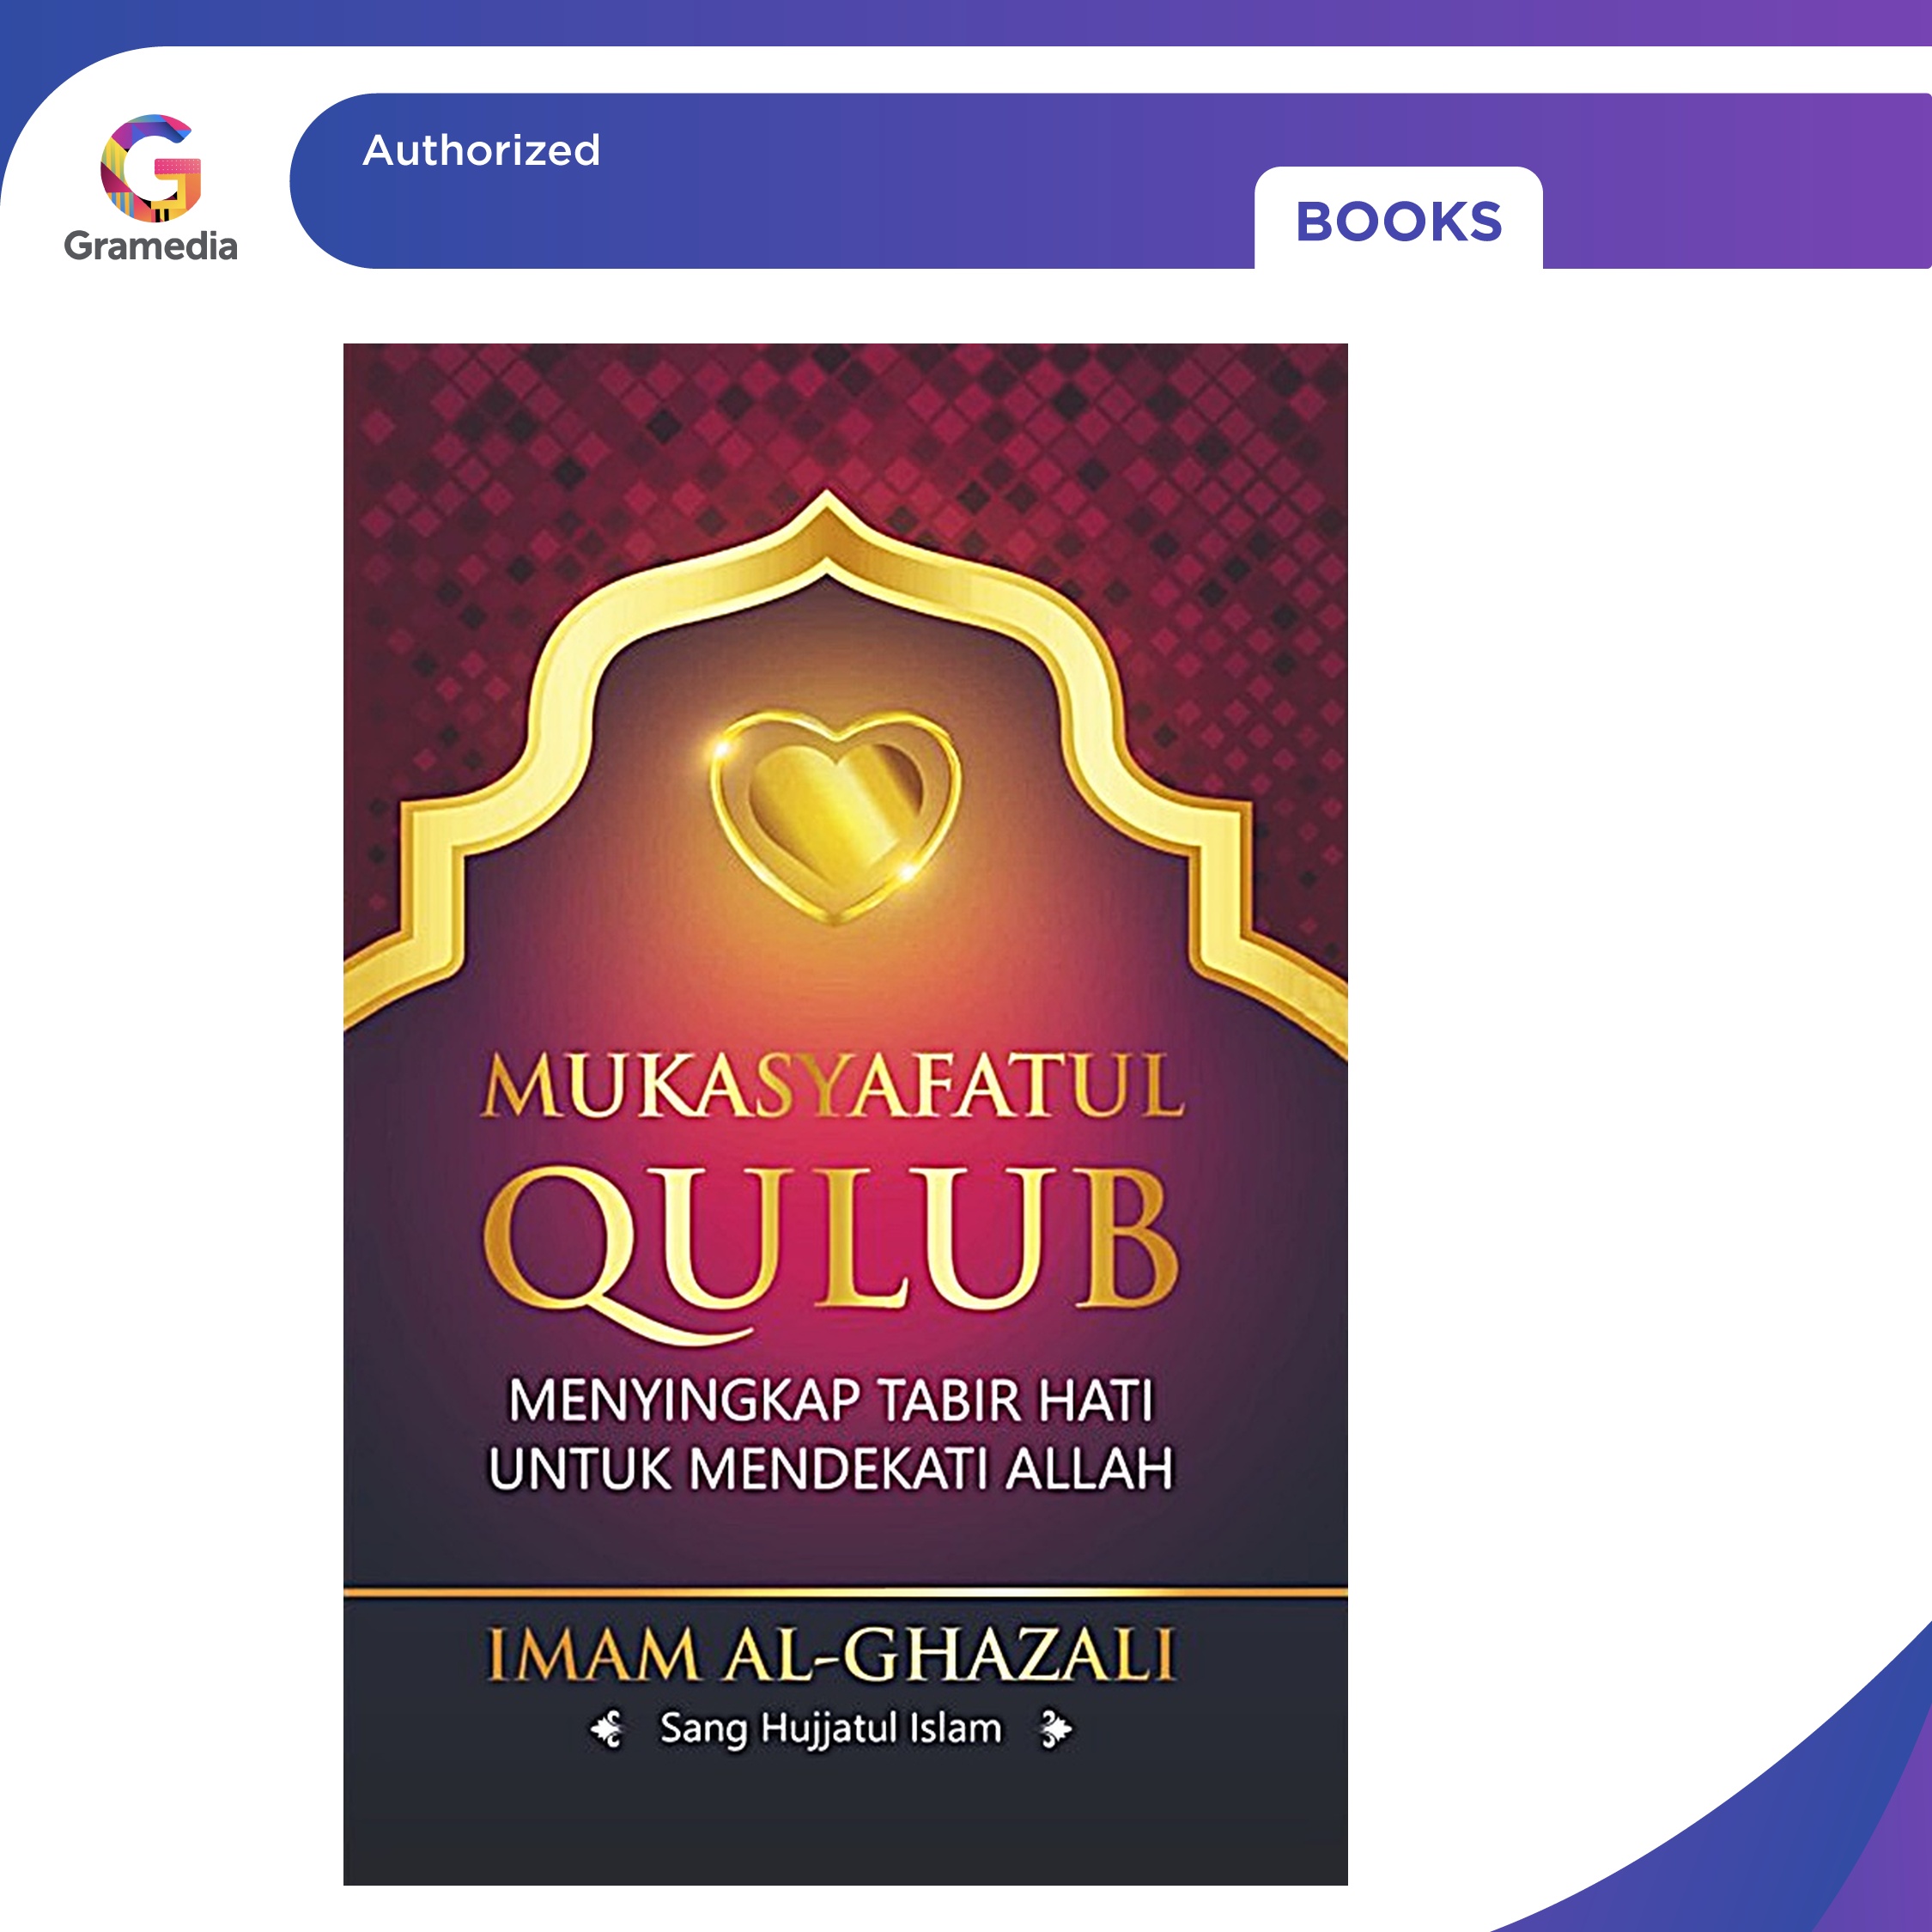 Gramedia
Authorized
BOOKS
MUKASYAFATUL
QULUB
MENYINGKAP TABIR HATI
UNTUK MENDEKATI ALLAH
IMAM AL-GHAZALI
Sang Hujjatul Islam